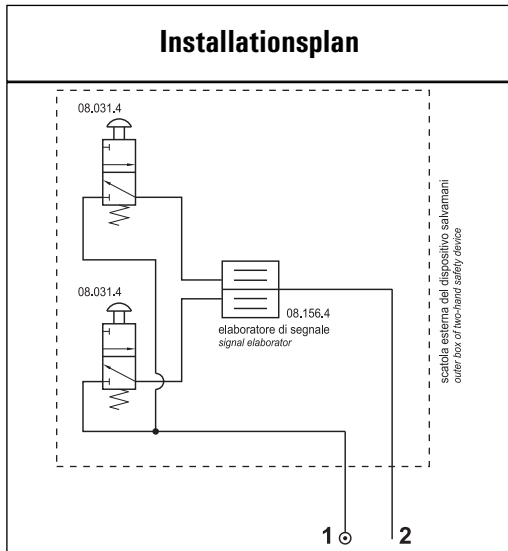 Installationsplan
08.031.4
08.031.4
08.156.4
elaboratore di segnale
signal elaborator
scatola esterna del dispositivo salvamani
outer box of two-hand safety device
1
2